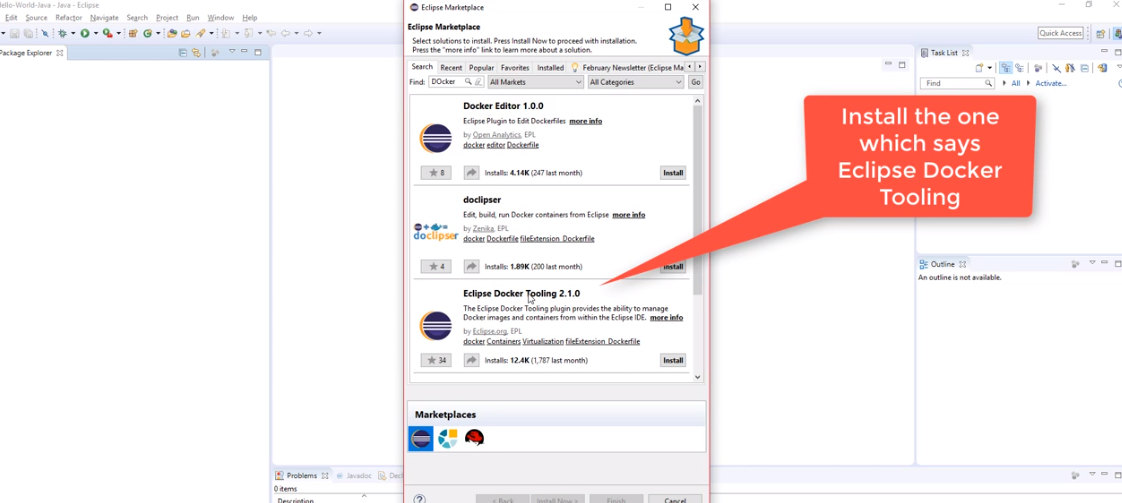 ello-World-Java - Java - Eclipse
Edit Source Refactor Navigate Search Project Run Window Help
Quick Access
Package Explorer
Eclipse Marketplace
Eclipse Marketplace
Select solutions to install. Press Install Now to proceed with installation.
Press the "more info" link to learn more about a solution.
Search Recent Popular Favorites Installed February Newsletter (Eclipse Ma
Find: DOcker All Markets All Categories Go
Docker Editor 1.0.0
Eclipse Plugin to Edit Dockerfiles more info
by Open Analytics, EPL
docker editor Dockerfile
8 Installs: 4.14K (247 last month) Install
doclipser
Edit, build, run Docker containers from Eclipse more info
doclipser
by Zenika, EPL
docker Dockerfile fileExtension_Dockerfile
4 Installs: 1.89K (200 last month) Install
Eclipse Docker Tooling 2.1.0
The Eclipse Docker Tooling plugin provides the ability to manage
Docker images and containers from within the Eclipse IDE. more info
by Eclipse.org, EPL
docker Containers Virtualization fileExtension_Dockerfile
34 Installs: 12.4K (1,787 last month) Install
Marketplaces
< Back Install Now > Finish Cancel
Install the one
which says
Eclipse Docker
Tooling
Task List
Find All Activate...
Outline
An outline is not available.
Problems Javadoc Decl
0 items
Description